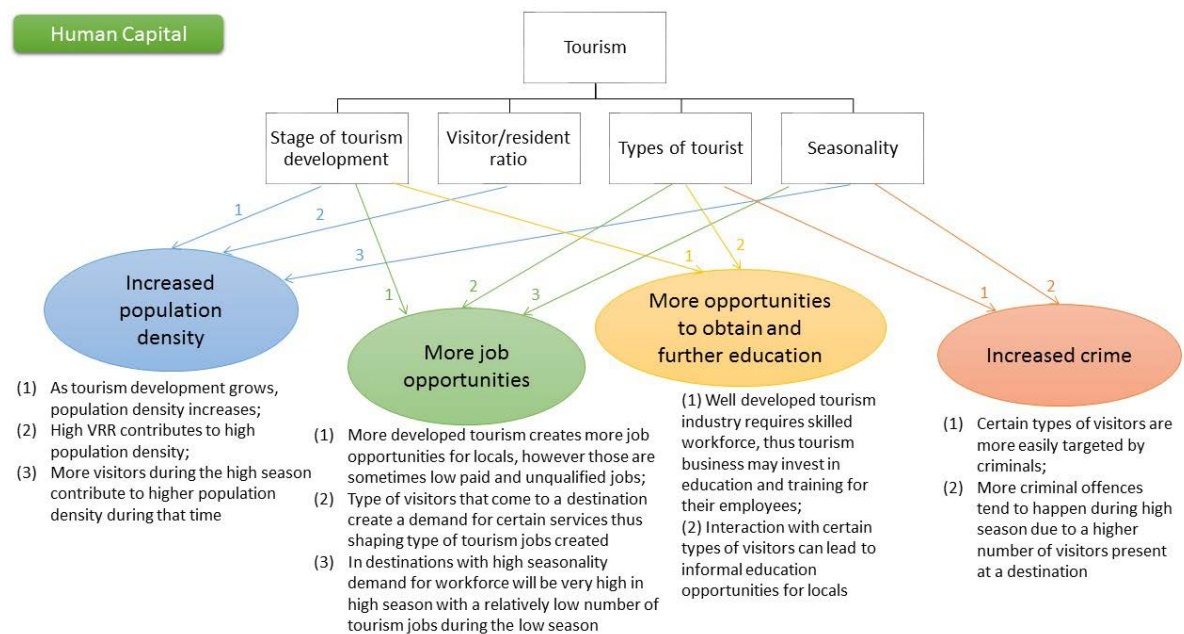 Human Capital
Tourism
Stage of tourism
development
Visitor/resident
ratio
Types of tourist
Seasonality
1
2
3
1
2
3
1
2
1
2
Increased
population
density
More job
opportunities
More opportunities
to obtain and
further education
Increased crime
(1) As tourism development grows,
population density increases;
(2) High VRR contributes to high
population density;
(3) More visitors during the high season
contribute to higher population
density during that time
(1) More developed tourism creates more job
opportunities for locals, however those are
sometimes low paid and unqualified jobs;
(2) Type of visitors that come to a destination
create a demand for certain services thus
shaping type of tourism jobs created
(3) In destinations with high seasonality
demand for workforce will be very high in
high season with a relatively low number of
tourism jobs during the low season
(1) Well developed tourism
industry requires skilled
workforce, thus tourism
business may invest in
education and training for
their employees;
(2) Interaction with certain
types of visitors can lead to
informal education
opportunities for locals
(1) Certain types of visitors are
more easily targeted by
criminals;
(2) More criminal offences
tend to happen during high
season due to a higher
number of visitors present
at a destination